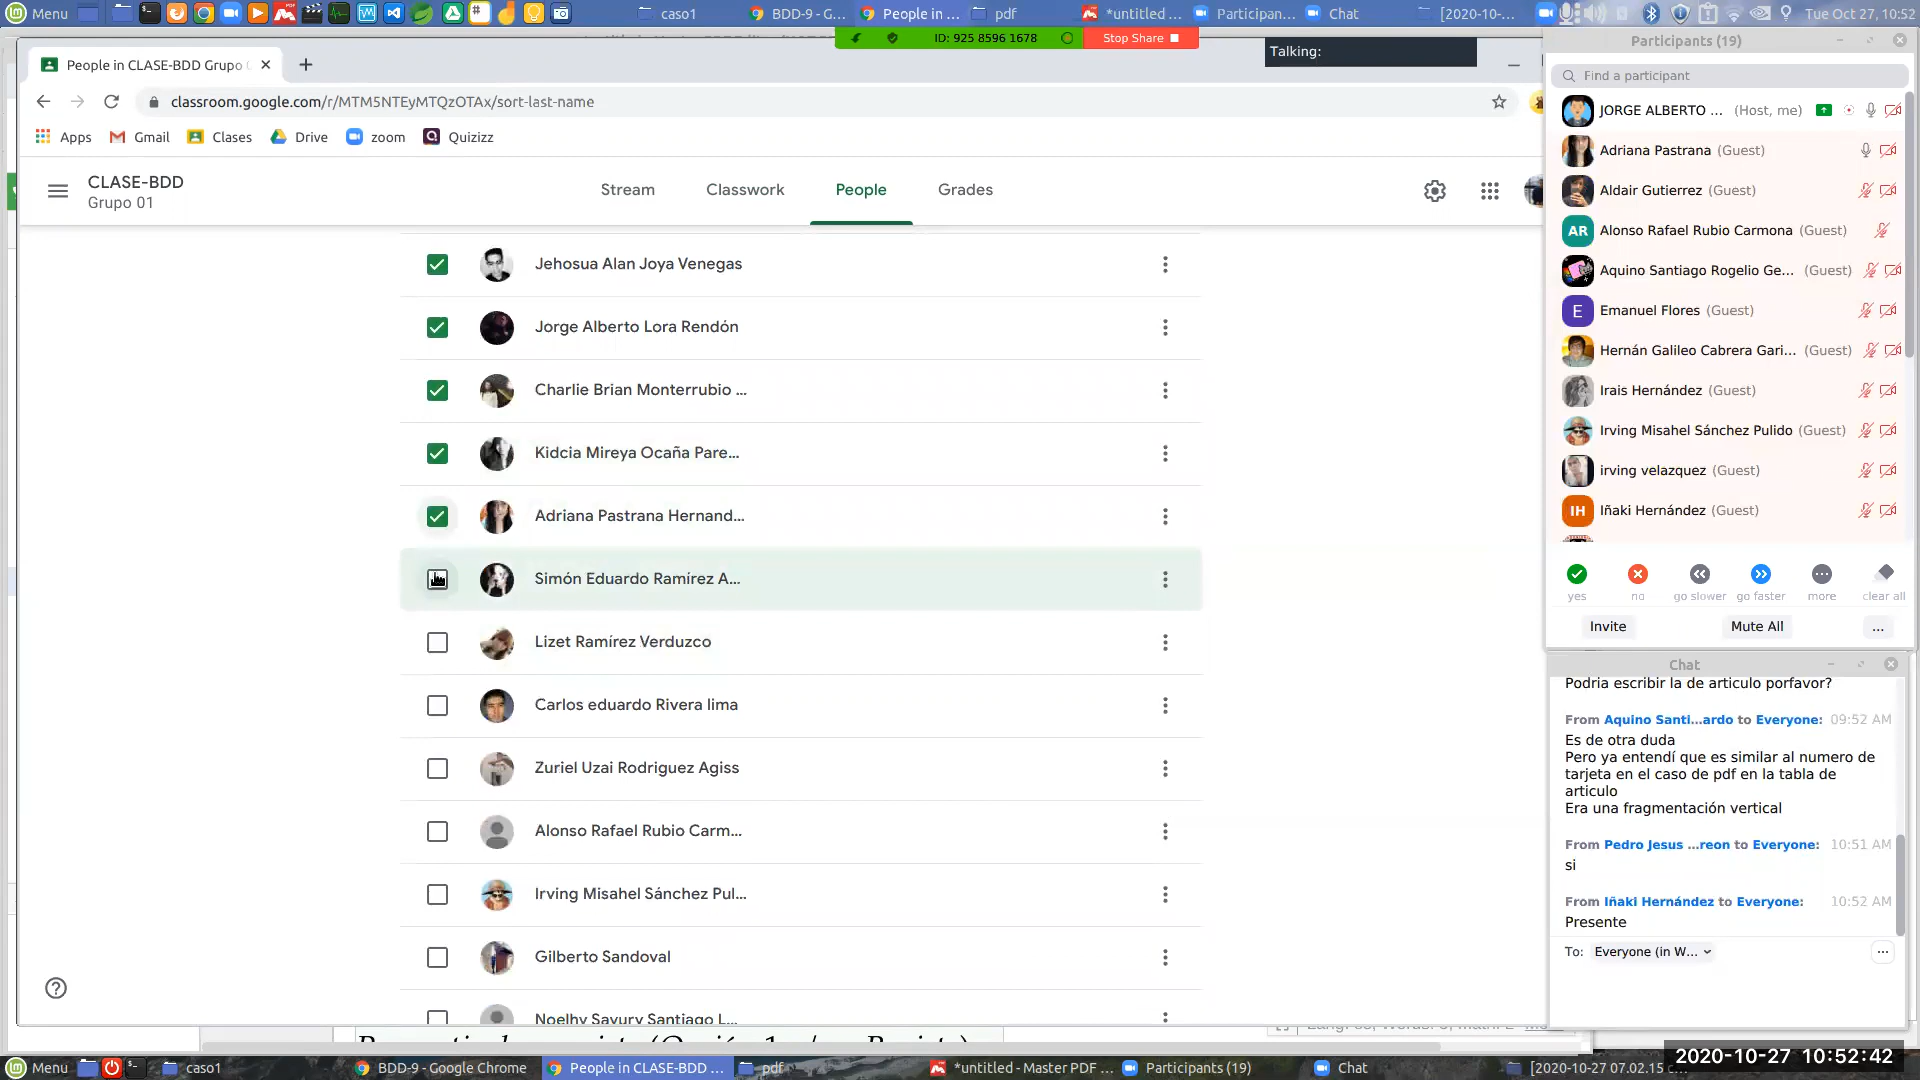 Menu
caso1
BDD-9 - G...
People in ...
pdf
*untitled ...
Participan...
Chat
[2020-10-...
Tue Oct 27, 10:52
ID: 925 8596 1678
Stop Share
Talking:
People in CLASE-BDD Grupo
classroom.google.com/r/MTM5NTEyMTQzOTAx/sort-last-name
Apps
Gmail
Clases
Drive
zoom
Quizizz
CLASE-BDD
Grupo 01
Stream
Classwork
People
Grades
Jehosua Alan Joya Venegas
Jorge Alberto Lora Rendón
Charlie Brian Monterrubio ...
Kidcia Mireya Ocaña Pare...
Adriana Pastrana Hernand...
Simón Eduardo Ramírez A...
Lizet Ramírez Verduzco
Carlos eduardo Rivera lima
Zuriel Uzai Rodriguez Agiss
Alonso Rafael Rubio Carm...
Irving Misahel Sánchez Pul...
Gilberto Sandoval
Noelhy Sayury Santiago L...
Participants (19)
Find a participant
JORGE ALBERTO ... (Host, me)
Adriana Pastrana (Guest)
Aldair Gutierrez (Guest)
AR Alonso Rafael Rubio Carmona (Guest)
Aquino Santiago Rogelio Ge... (Guest)
E Emanuel Flores (Guest)
Hernán Galileo Cabrera Gari... (Guest)
Irais Hernández (Guest)
Irving Misahel Sánchez Pulido (Guest)
irving velazquez (Guest)
IH Iñaki Hernández (Guest)
yes
no
go slower
go faster
more
clear all
Invite
Mute All
...
Chat
Podria escribir la de articulo porfavor?
From Aquino Santi...ardo to Everyone: 09:52 AM
Es de otra duda
Pero ya entendí que es similar al numero de
tarjeta en el caso de pdf en la tabla de
articulo
Era una fragmentación vertical
From Pedro Jesus ...reon to Everyone: 10:51 AM
si
From Iñaki Hernández to Everyone: 10:52 AM
Presente
To: Everyone (in W...
Menu
caso1
BDD-9 - Google Chrome
People in CLASE-BDD ...
pdf
*untitled - Master PDF ...
Participants (19)
Chat
[2020-10-27 07.02.15 c...
2020-10-27 10:52:42